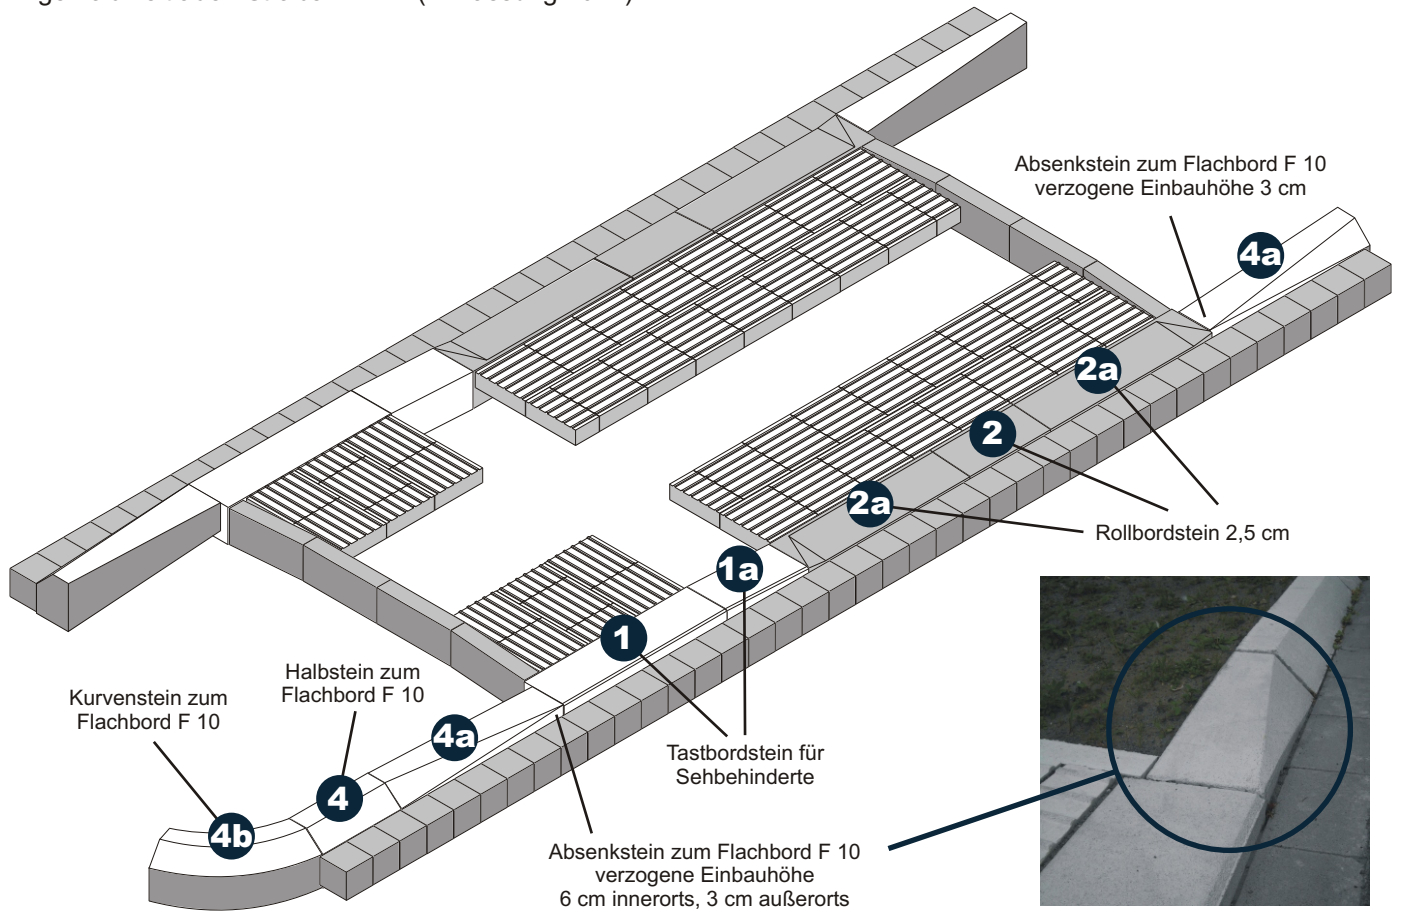 Absenkstein zum Flachbord F 10
verzogene Einbauhöhe 3 cm
4a
2a
2
2a
Rollbordstein 2,5 cm
1a
1
Halbstein zum
Flachbord F 10
Kurvenstein zum
Flachbord F 10
4a
Tastbordstein für
Sehbehinderte
4
4b
Absenkstein zum Flachbord F 10
verzogene Einbauhöhe
6 cm innerorts, 3 cm außerorts